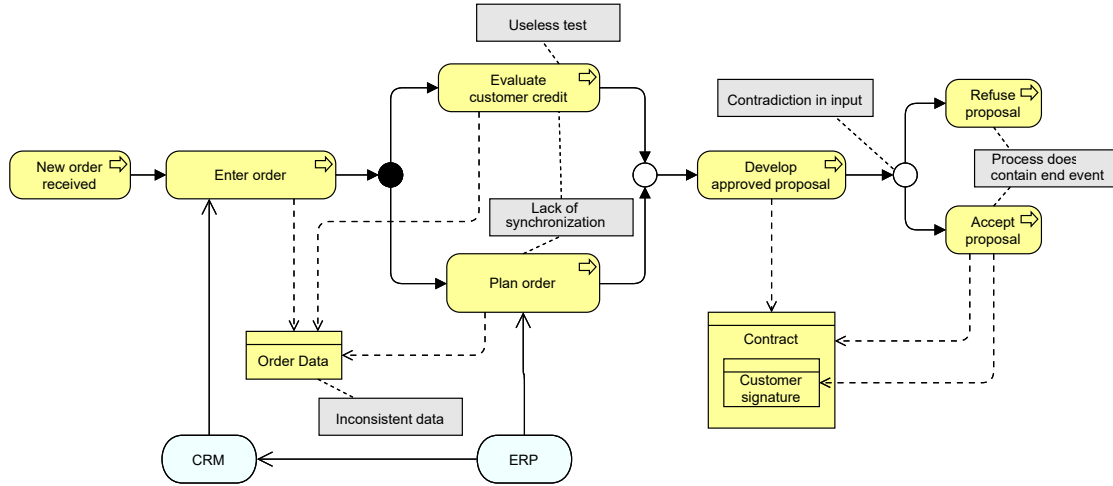 Useless test
Evaluate
customer credit
Contradiction in input
Refuse
proposal
New order
received
Enter order
Develop
approved proposal
Process does
contain end event
Lack of
synchronization
Accept
proposal
Plan order
Order Data
Contract
Customer
signature
Inconsistent data
CRM
ERP